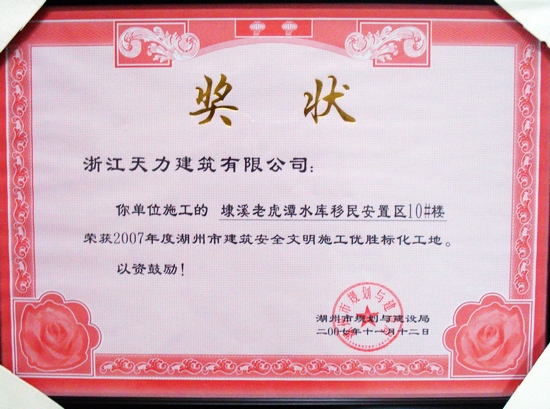 奖 状
浙江天力建筑有限公司：
你单位施工的 埭溪老虎潭水库移民安置区10#楼
荣获2007年度湖州市建筑安全文明施工优胜标化工地。
以资鼓励！
湖州市规划与建设局
二〇〇七年十一月十二日